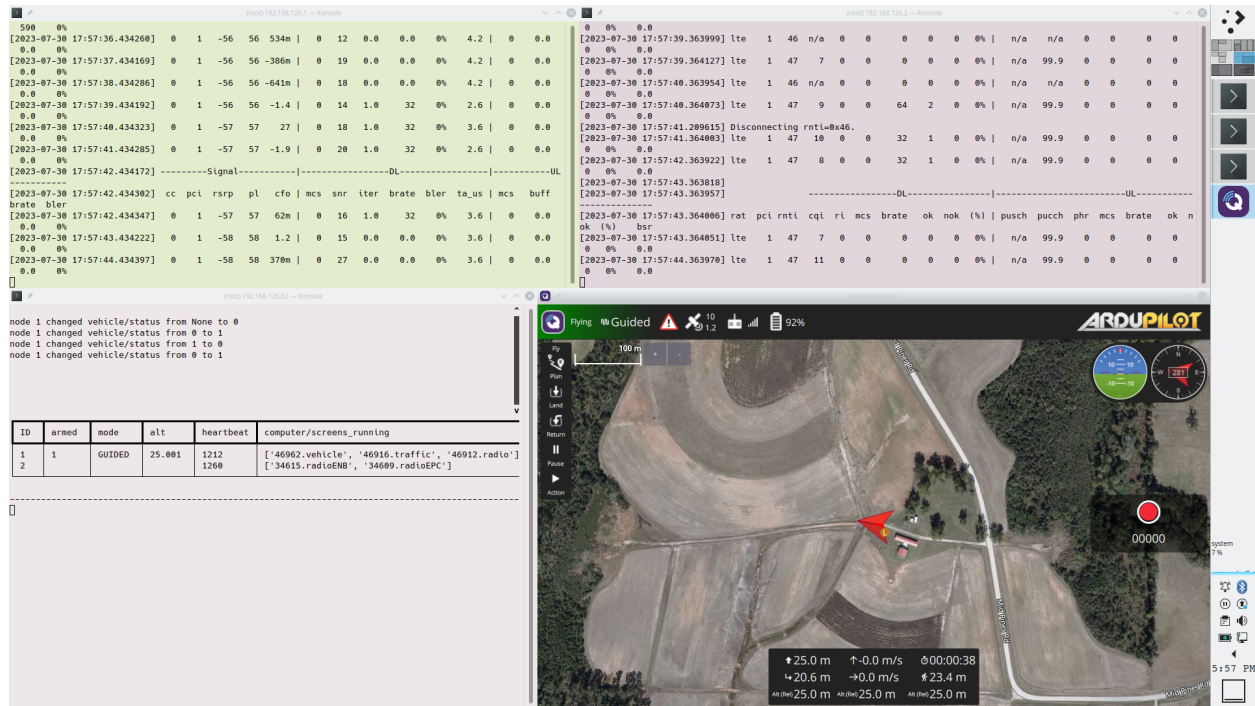 (root) 192.168.126.1 — Konsole
590 0%
[2023-07-30 17:57:36.434260] 0 1 -56 56 534m | 0 12 0.0 0.0 0% 4.2 | 0 0.0
0.0 0%
[2023-07-30 17:57:37.434169] 0 1 -56 56 -386m | 0 19 0.0 0.0 0% 4.2 | 0 0.0
0.0 0%
[2023-07-30 17:57:38.434286] 0 1 -56 56 -641m | 0 18 0.0 0.0 0% 4.2 | 0 0.0
0.0 0%
[2023-07-30 17:57:39.434192] 0 1 -56 56 -1.4 | 0 14 1.0 32 0% 2.6 | 0 0.0
0.0 0%
[2023-07-30 17:57:40.434323] 0 1 -57 57 27 | 0 18 1.0 32 0% 3.6 | 0 0.0
0.0 0%
[2023-07-30 17:57:41.434285] 0 1 -57 57 -1.9 | 0 20 1.0 32 0% 2.6 | 0 0.0
0.0 0%
[2023-07-30 17:57:42.434172] ---------Signal-----------|-----------------DL-----------------|-----------UL
-----------
[2023-07-30 17:57:42.434302] cc pci rsrp pl cfo | mcs snr iter brate bler ta_us | mcs buff
brate bler
[2023-07-30 17:57:42.434347] 0 1 -57 57 62m | 0 16 1.0 32 0% 3.6 | 0 0.0
0.0 0%
[2023-07-30 17:57:43.434222] 0 1 -58 58 1.2 | 0 15 0.0 0.0 0% 3.6 | 0 0.0
0.0 0%
[2023-07-30 17:57:44.434397] 0 1 -58 58 370m | 0 27 0.0 0.0 0% 3.6 | 0 0.0
0.0 0%
(root) 192.168.126.2 — Konsole
0 0% 0.0
[2023-07-30 17:57:39.363999] lte 1 46 n/a 0 0 0 0 0 0% | n/a n/a 0 0 0 0
0 0% 0.0
[2023-07-30 17:57:39.364127] lte 1 47 7 0 0 0 0 0 0% | n/a 99.9 0 0 0 0
0 0% 0.0
[2023-07-30 17:57:40.363954] lte 1 46 n/a 0 0 0 0 0 0% | n/a n/a 0 0 0 0
0 0% 0.0
[2023-07-30 17:57:40.364073] lte 1 47 9 0 0 64 2 0 0% | n/a 99.9 0 0 0 0
0 0% 0.0
[2023-07-30 17:57:41.209615] Disconnecting rnti=0x46.
[2023-07-30 17:57:41.364003] lte 1 47 10 0 0 32 1 0 0% | n/a 99.9 0 0 0 0
0 0% 0.0
[2023-07-30 17:57:42.363922] lte 1 47 8 0 0 32 1 0 0% | n/a 99.9 0 0 0 0
0 0% 0.0
[2023-07-30 17:57:43.363818]
[2023-07-30 17:57:43.363957] ---------------DL----------------|-------------------------UL-----------
--------------
[2023-07-30 17:57:43.364006] rat pci rnti cqi ri mcs brate ok nok (%) | pusch pucch phr mcs brate ok n
ok (%) bsr
[2023-07-30 17:57:43.364051] lte 1 47 7 0 0 0 0 0 0% | n/a 99.9 0 0 0 0
0 0% 0.0
[2023-07-30 17:57:44.363970] lte 1 47 11 0 0 0 0 0 0% | n/a 99.9 0 0 0 0
0 0% 0.0
(root) 192.168.126.62 — Konsole
node 1 changed vehicle/status from None to 0
node 1 changed vehicle/status from 0 to 1
node 1 changed vehicle/status from 1 to 0
node 1 changed vehicle/status from 0 to 1
ID armed mode alt heartbeat computer/screens_running
1 1 GUIDED 25.001 1212 ['46962.vehicle', '46916.traffic', '46912.radio']
2 1260 ['34615.radioENB', '34609.radioEPC']
Flying Guided 10 1.2 92% ARDUPILOT
Fly
Plan
Land
Return
Pause
Action
100 m
+ -
10 10
-10 -10
N
W 281 E
S
MidPinesRd
MidPinesRd
MidPinesRd
00000
25.0 m -0.0 m/s 00:00:38
20.6 m 0.0 m/s 23.4 m
Alt (Rel) 25.0 m Alt (Rel) 25.0 m Alt (Rel) 25.0 m
L
system
7 %
5:57 PM